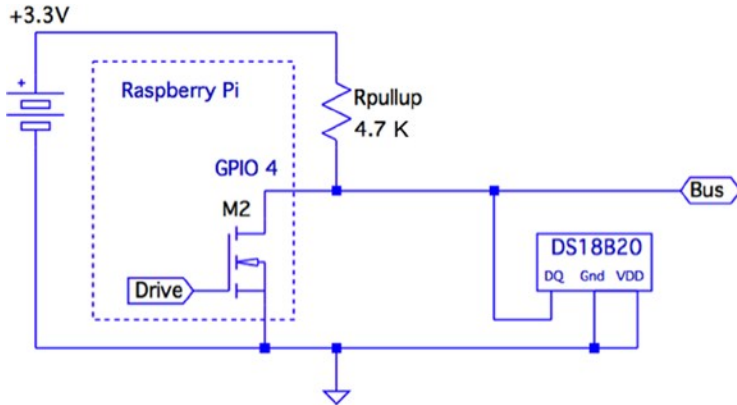 +3.3V
+
Raspberry Pi
Rpullup
4.7 K
GPIO 4
M2
Bus
DS18B20
DQ Gnd VDD
Drive